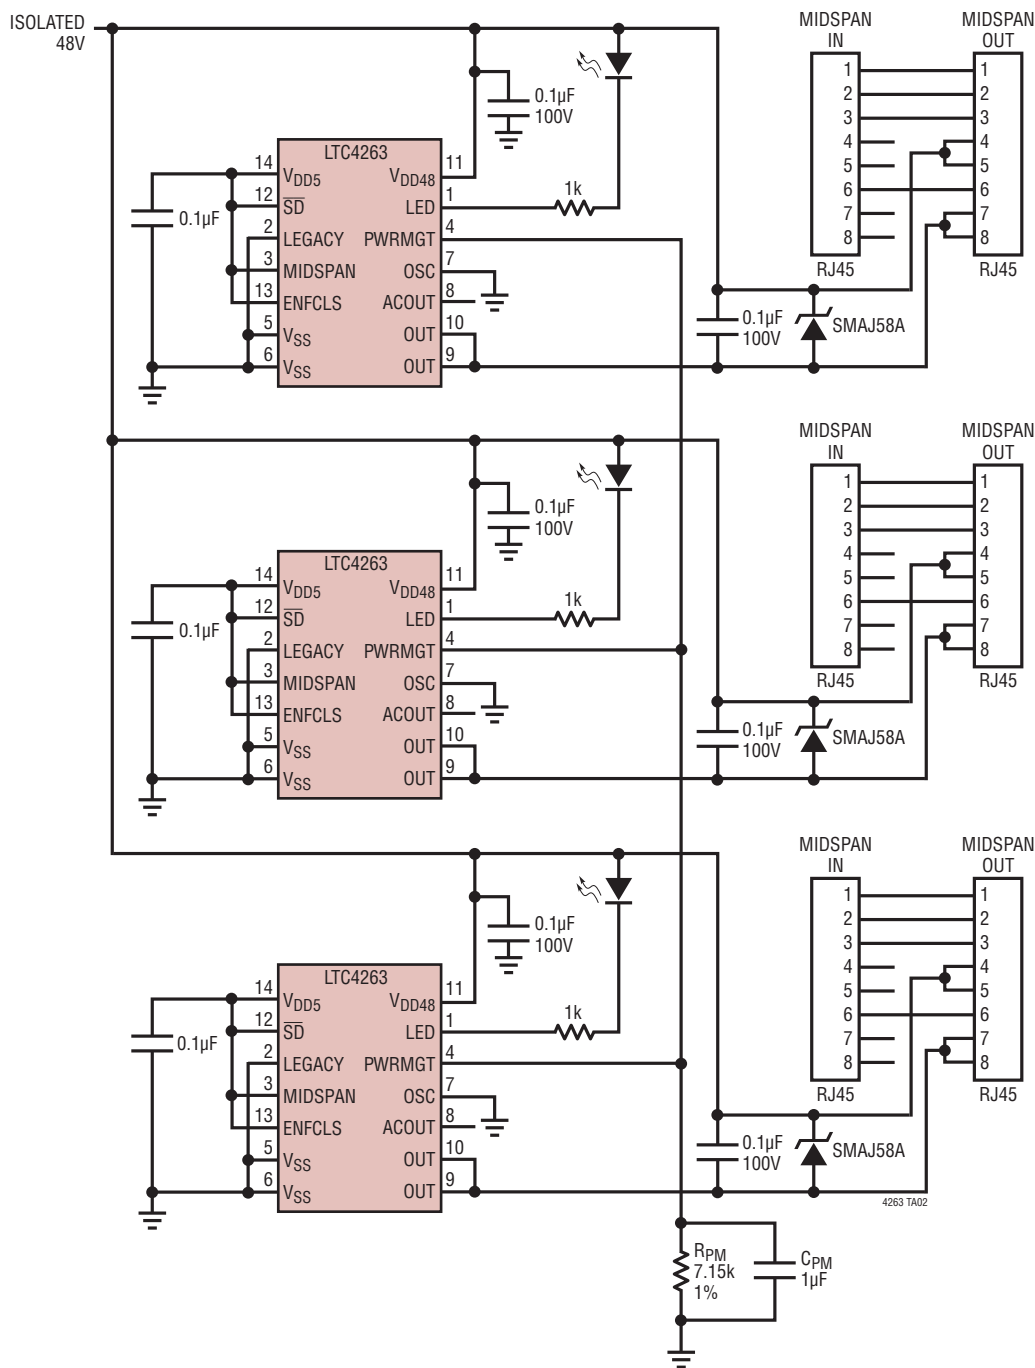 ISOLATED
48V
MIDSPAN
IN
MIDSPAN
OUT
1
2
3
4
5
6
7
8
RJ45
1
2
3
4
5
6
7
8
RJ45
0.1µF
100V
LTC4263
14
VDD5
12
SD
2
LEGACY
3
MIDSPAN
13
ENFCLS
5
VSS
6
VSS
11
VDD48
1
LED
4
PWRMGT
7
OSC
8
ACOUT
10
OUT
9
OUT
0.1µF
1k
0.1µF
100V
SMAJ58A
MIDSPAN
IN
MIDSPAN
OUT
1
2
3
4
5
6
7
8
RJ45
1
2
3
4
5
6
7
8
RJ45
0.1µF
100V
LTC4263
14
VDD5
12
SD
2
LEGACY
3
MIDSPAN
13
ENFCLS
5
VSS
6
VSS
11
VDD48
1
LED
4
PWRMGT
7
OSC
8
ACOUT
10
OUT
9
OUT
0.1µF
1k
0.1µF
100V
SMAJ58A
MIDSPAN
IN
MIDSPAN
OUT
1
2
3
4
5
6
7
8
RJ45
1
2
3
4
5
6
7
8
RJ45
0.1µF
100V
LTC4263
14
VDD5
12
SD
2
LEGACY
3
MIDSPAN
13
ENFCLS
5
VSS
6
VSS
11
VDD48
1
LED
4
PWRMGT
7
OSC
8
ACOUT
10
OUT
9
OUT
0.1µF
1k
0.1µF
100V
SMAJ58A
4263 TA02
RPM
7.15k
1%
CPM
1µF